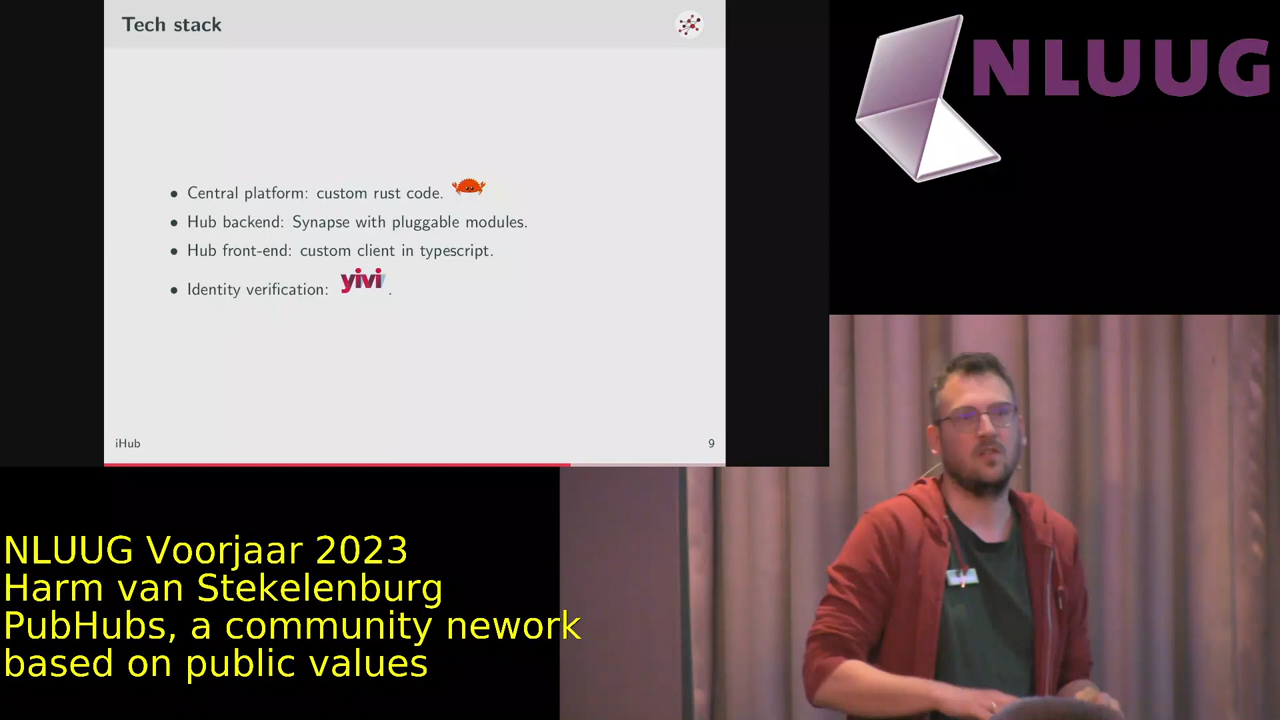 Tech stack
• Central platform: custom rust code.
• Hub backend: Synapse with pluggable modules.
• Hub front-end: custom client in typescript.
• Identity verification: yivi .
iHub
9
NLUUG
NLUUG Voorjaar 2023
Harm van Stekelenburg
PubHubs, a community nework
based on public values